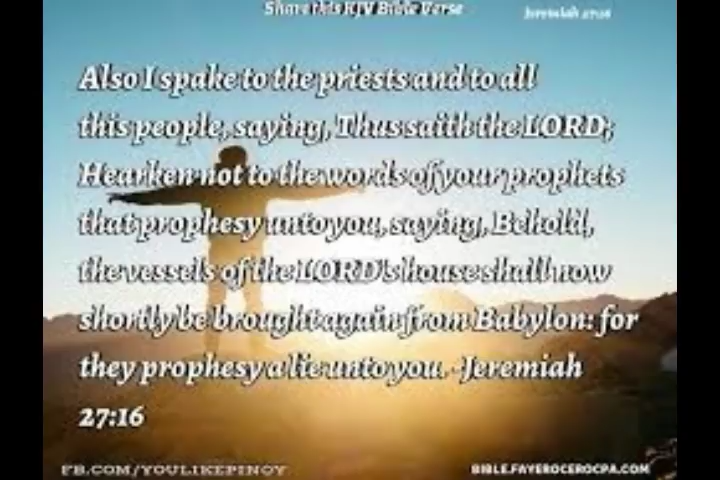 Share this KJV Bible Verse
Jeremiah 27:16
Also I spake to the priests and to all
this people, saying, Thus saith the LORD;
Hearken not to the words of your prophets
that prophesy unto you, saying, Behold,
the vessels of the LORD's house shall now
shortly be brought again from Babylon: for
they prophesy a lie unto you. -Jeremiah
27:16
FB.COM/YOULIKEPINOY
BIBLE.FAYEROCEROCPA.COM